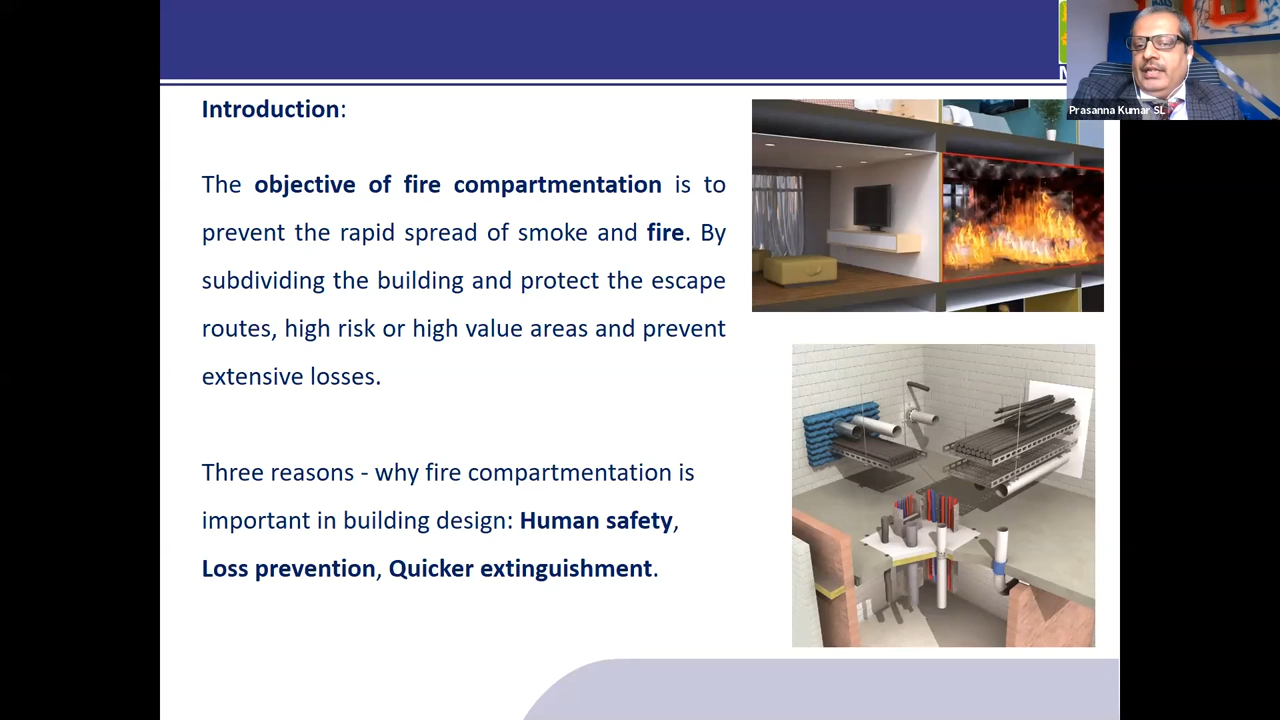 Introduction:
The objective of fire compartmentation is to
prevent the rapid spread of smoke and fire. By
subdividing the building and protect the escape
routes, high risk or high value areas and prevent
extensive losses.
Three reasons - why fire compartmentation is
important in building design: Human safety,
Loss prevention, Quicker extinguishment.
Prasanna Kumar SL